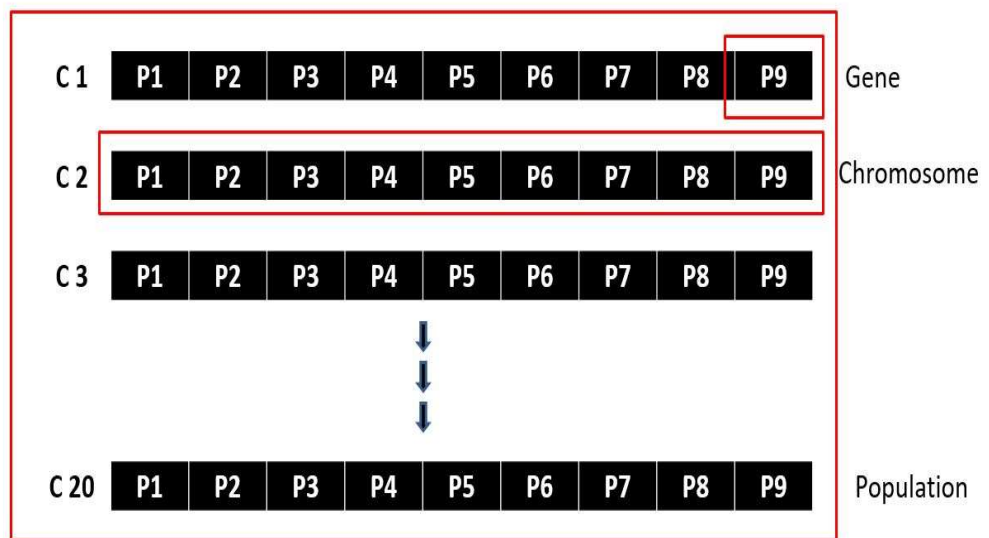 C 1 P1 P2 P3 P4 P5 P6 P7 P8 P9 Gene
C 2 P1 P2 P3 P4 P5 P6 P7 P8 P9 Chromosome
C 3 P1 P2 P3 P4 P5 P6 P7 P8 P9
C 20 P1 P2 P3 P4 P5 P6 P7 P8 P9 Population